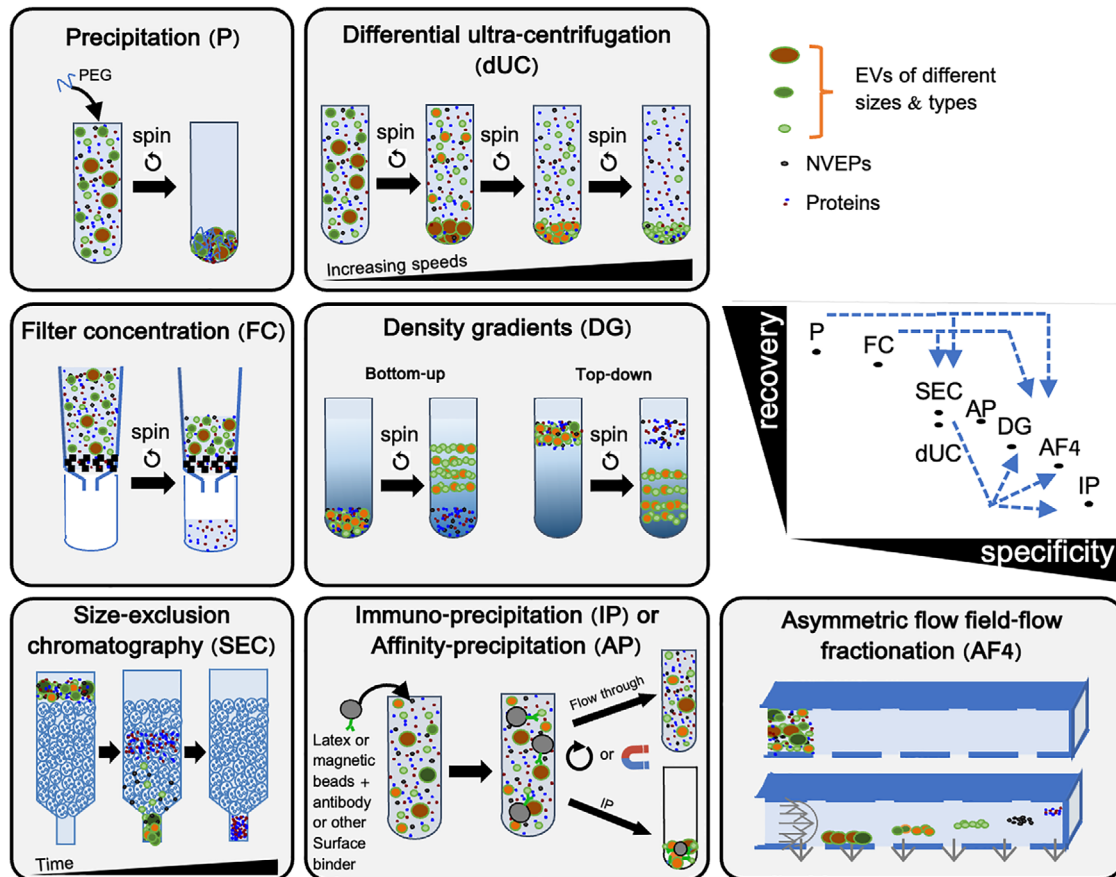 Precipitation (P)
PEG
spin
Differential ultra-centrifugation
(dUC)
spin
spin
spin
Increasing speeds
EVs of different
sizes & types
NVEPs
Proteins
Filter concentration (FC)
spin
Density gradients (DG)
Bottom-up
Top-down
spin
spin
recovery
P
FC
SEC
AP
DG
dUC
AF4
IP
specificity
Size-exclusion
chromatography (SEC)
Time
Immuno-precipitation (IP) or
Affinity-precipitation (AP)
Latex or
magnetic
beads +
antibody
or other
Surface
binder
Flow through
or
IP
Asymmetric flow field-flow
fractionation (AF4)